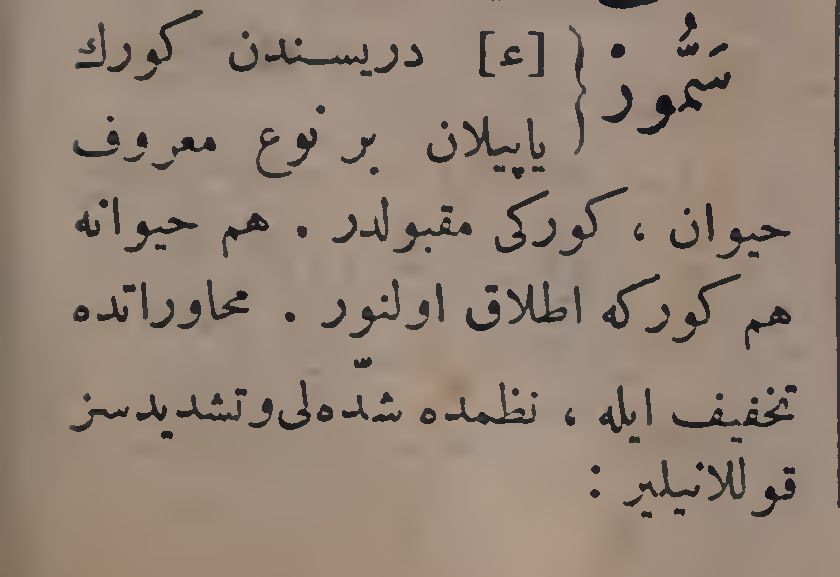 سَمُّور { [ع] دریسندن کورك
یاپیلان بر نوع معروف
حیوان ، کورکی مقبولدر . هم حیوانه
هم کورکه اطلاق اولنور . محاوراتده
تخفیف ایله ، نظمده شدّه‌لی و تشدیدسز
قوللانیلیر :